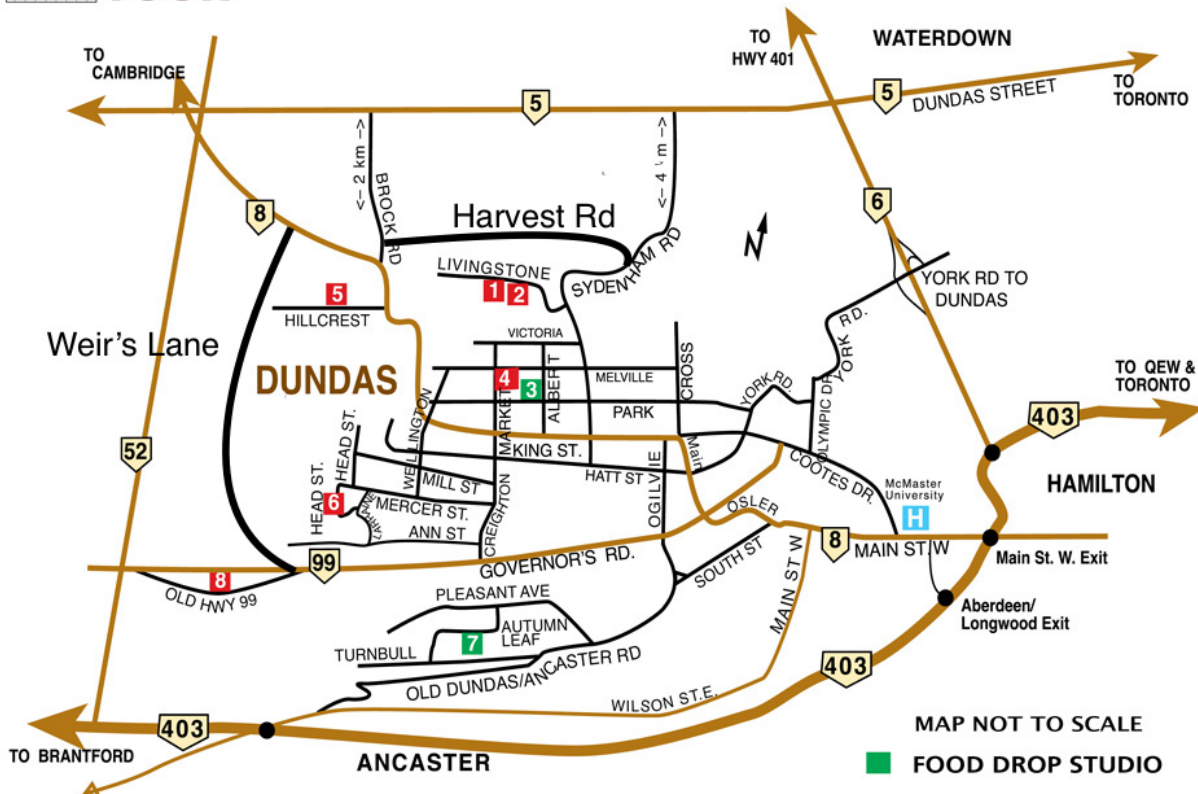 TO
CAMBRIDGE
TO
HWY 401
WATERDOWN
5
5
DUNDAS STREET
TO
TORONTO
<-- 2 km -->
8
BROCK RD
Harvest Rd
SYDENHAM RD
6
N
LIVINGSTONE
1
2
5
HILLCREST
YORK RD TO
DUNDAS
YORK RD.
Weir's Lane
DUNDAS
VICTORIA
4
3
MELVILLE
CROSS
ALBERT
MARKET
PARK
WELLINGTON
YORK RD.
OLYMPIC DR.
TO QEW &
TORONTO
403
52
HEAD ST.
HEAD ST.
KING ST.
HATT ST
Main
COOTES DR.
McMaster
University
H
HAMILTON
MILL ST
6
MERCER ST.
ANN ST
CREIGHTON
OGILVIE
OSLER
8
MAIN ST. W
Main St. W. Exit
99
GOVERNOR'S RD.
SOUTH ST
MAIN ST W
8
OLD HWY 99
PLEASANT AVE
AUTUMN
LEAF
7
TURNBULL
OLD DUNDAS/ANCASTER RD
Aberdeen/
Longwood Exit
403
WILSON ST.E.
403
TO BRANTFORD
ANCASTER
MAP NOT TO SCALE
FOOD DROP STUDIO